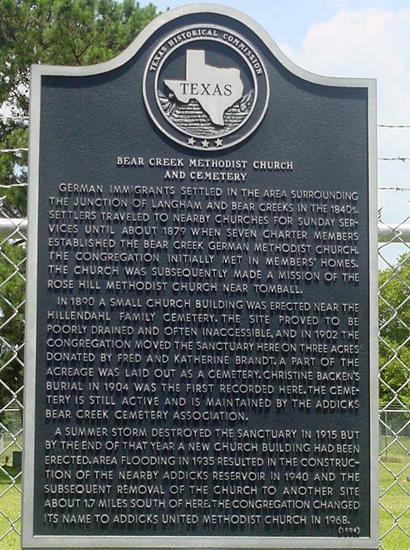 TEXAS HISTORICAL COMMISSION
TEXAS
BEAR CREEK METHODIST CHURCH
AND CEMETERY
GERMAN IMMIGRANTS SETTLED IN THE AREA SURROUNDING
THE JUNCTION OF LANGHAM AND BEAR CREEKS IN THE 1840s.
SETTLERS TRAVELED TO NEARBY CHURCHES FOR SUNDAY SER-
VICES UNTIL ABOUT 1879 WHEN SEVEN CHARTER MEMBERS
ESTABLISHED THE BEAR CREEK GERMAN METHODIST CHURCH.
THE CONGREGATION INITIALLY MET IN MEMBERS' HOMES.
THE CHURCH WAS SUBSEQUENTLY MADE A MISSION OF THE
ROSE HILL METHODIST CHURCH NEAR TOMBALL.
IN 1890 A SMALL CHURCH BUILDING WAS ERECTED NEAR THE
HILLENDAHL FAMILY CEMETERY. THE SITE PROVED TO BE
POORLY DRAINED AND OFTEN INACCESSIBLE, AND IN 1902 THE
CONGREGATION MOVED THE SANCTUARY HERE ON THREE ACRES
DONATED BY FRED AND KATHERINE BRANDT. A PART OF THE
ACREAGE WAS LAID OUT AS A CEMETERY. CHRISTINE BACKEN'S
BURIAL IN 1904 WAS THE FIRST RECORDED HERE. THE CEME-
TERY IS STILL ACTIVE AND IS MAINTAINED BY THE ADDICKS
BEAR CREEK CEMETERY ASSOCIATION.
A SUMMER STORM DESTROYED THE SANCTUARY IN 1915 BUT
BY THE END OF THAT YEAR A NEW CHURCH BUILDING HAD BEEN
ERECTED. AREA FLOODING IN 1935 RESULTED IN THE CONSTRUC-
TION OF THE NEARBY ADDICKS RESERVOIR IN 1940 AND THE
SUBSEQUENT REMOVAL OF THE CHURCH TO ANOTHER SITE
ABOUT 1.7 MILES SOUTH OF HERE. THE CONGREGATION CHANGED
ITS NAME TO ADDICKS UNITED METHODIST CHURCH IN 1968.
(1994)